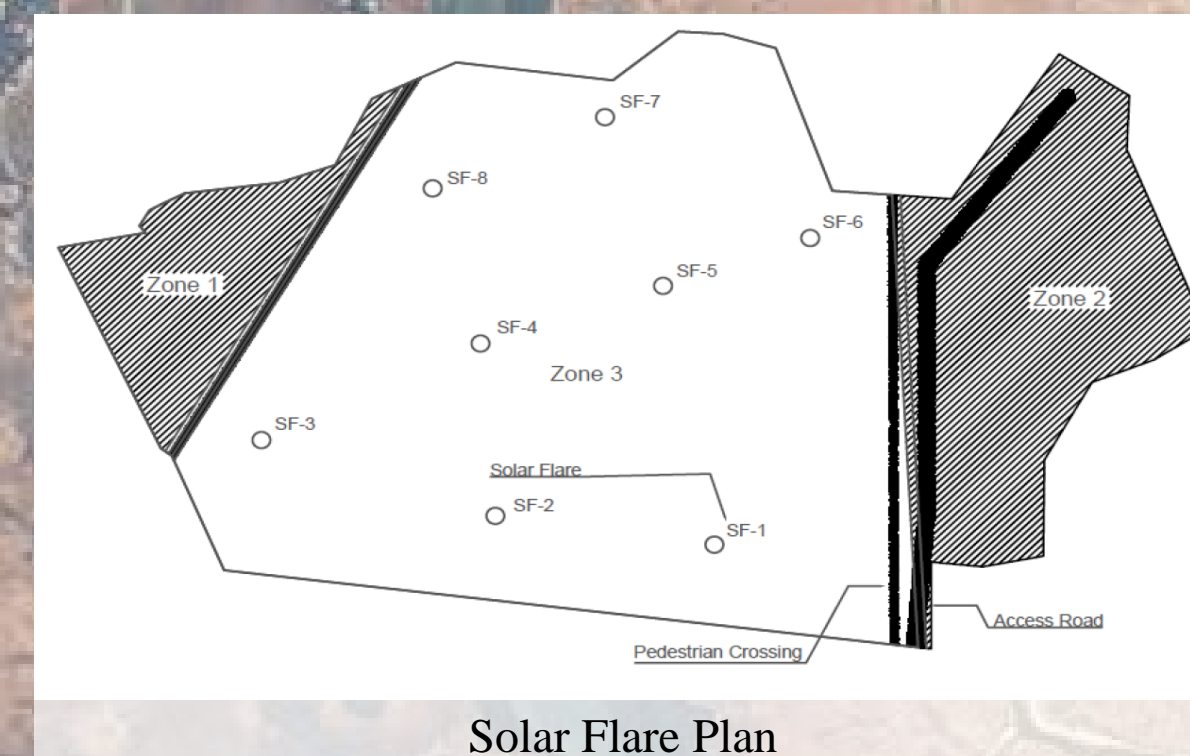 SF-7
SF-8
SF-6
Zone 1
SF-5
Zone 2
SF-4
Zone 3
SF-3
Solar Flare
SF-2
SF-1
Access Road
Pedestrian Crossing
Solar Flare Plan